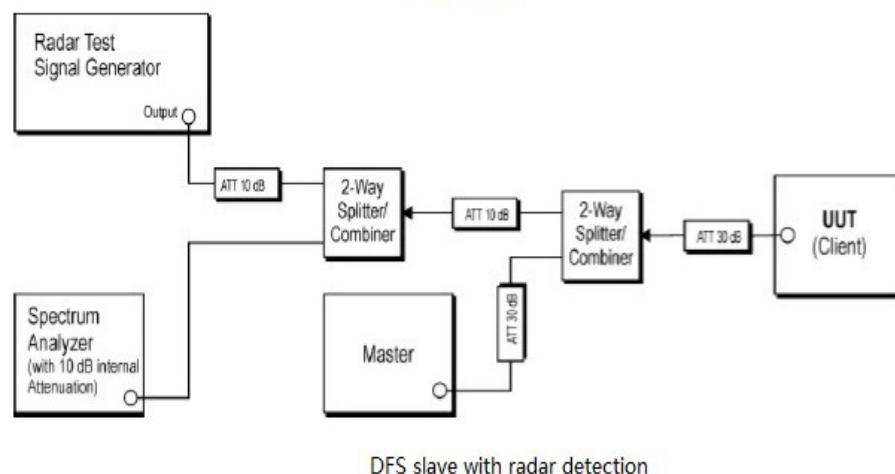 Radar Test
Signal Generator
Output
ATT 10 dB
2-Way
Splitter/
Combiner
ATT 10 dB
2-Way
Splitter/
Combiner
ATT 30 dB
UUT
(Client)
Spectrum
Analyzer
(with 10 dB internal
Attenuation)
Master
ATT 30 dB
DFS slave with radar detection